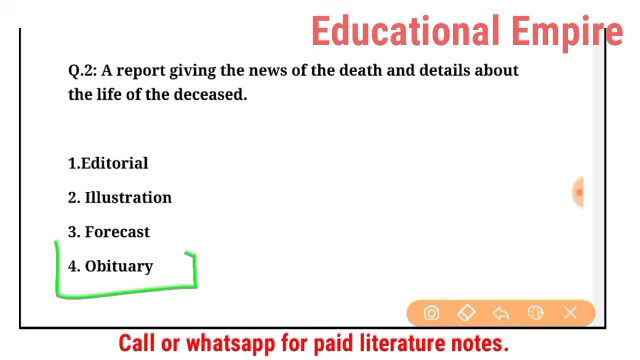 Educational Empire
Q.2: A report giving the news of the death and details about
the life of the deceased.
1.Editorial
2. Illustration
3. Forecast
4. Obituary
Call or whatsapp for paid literature notes.